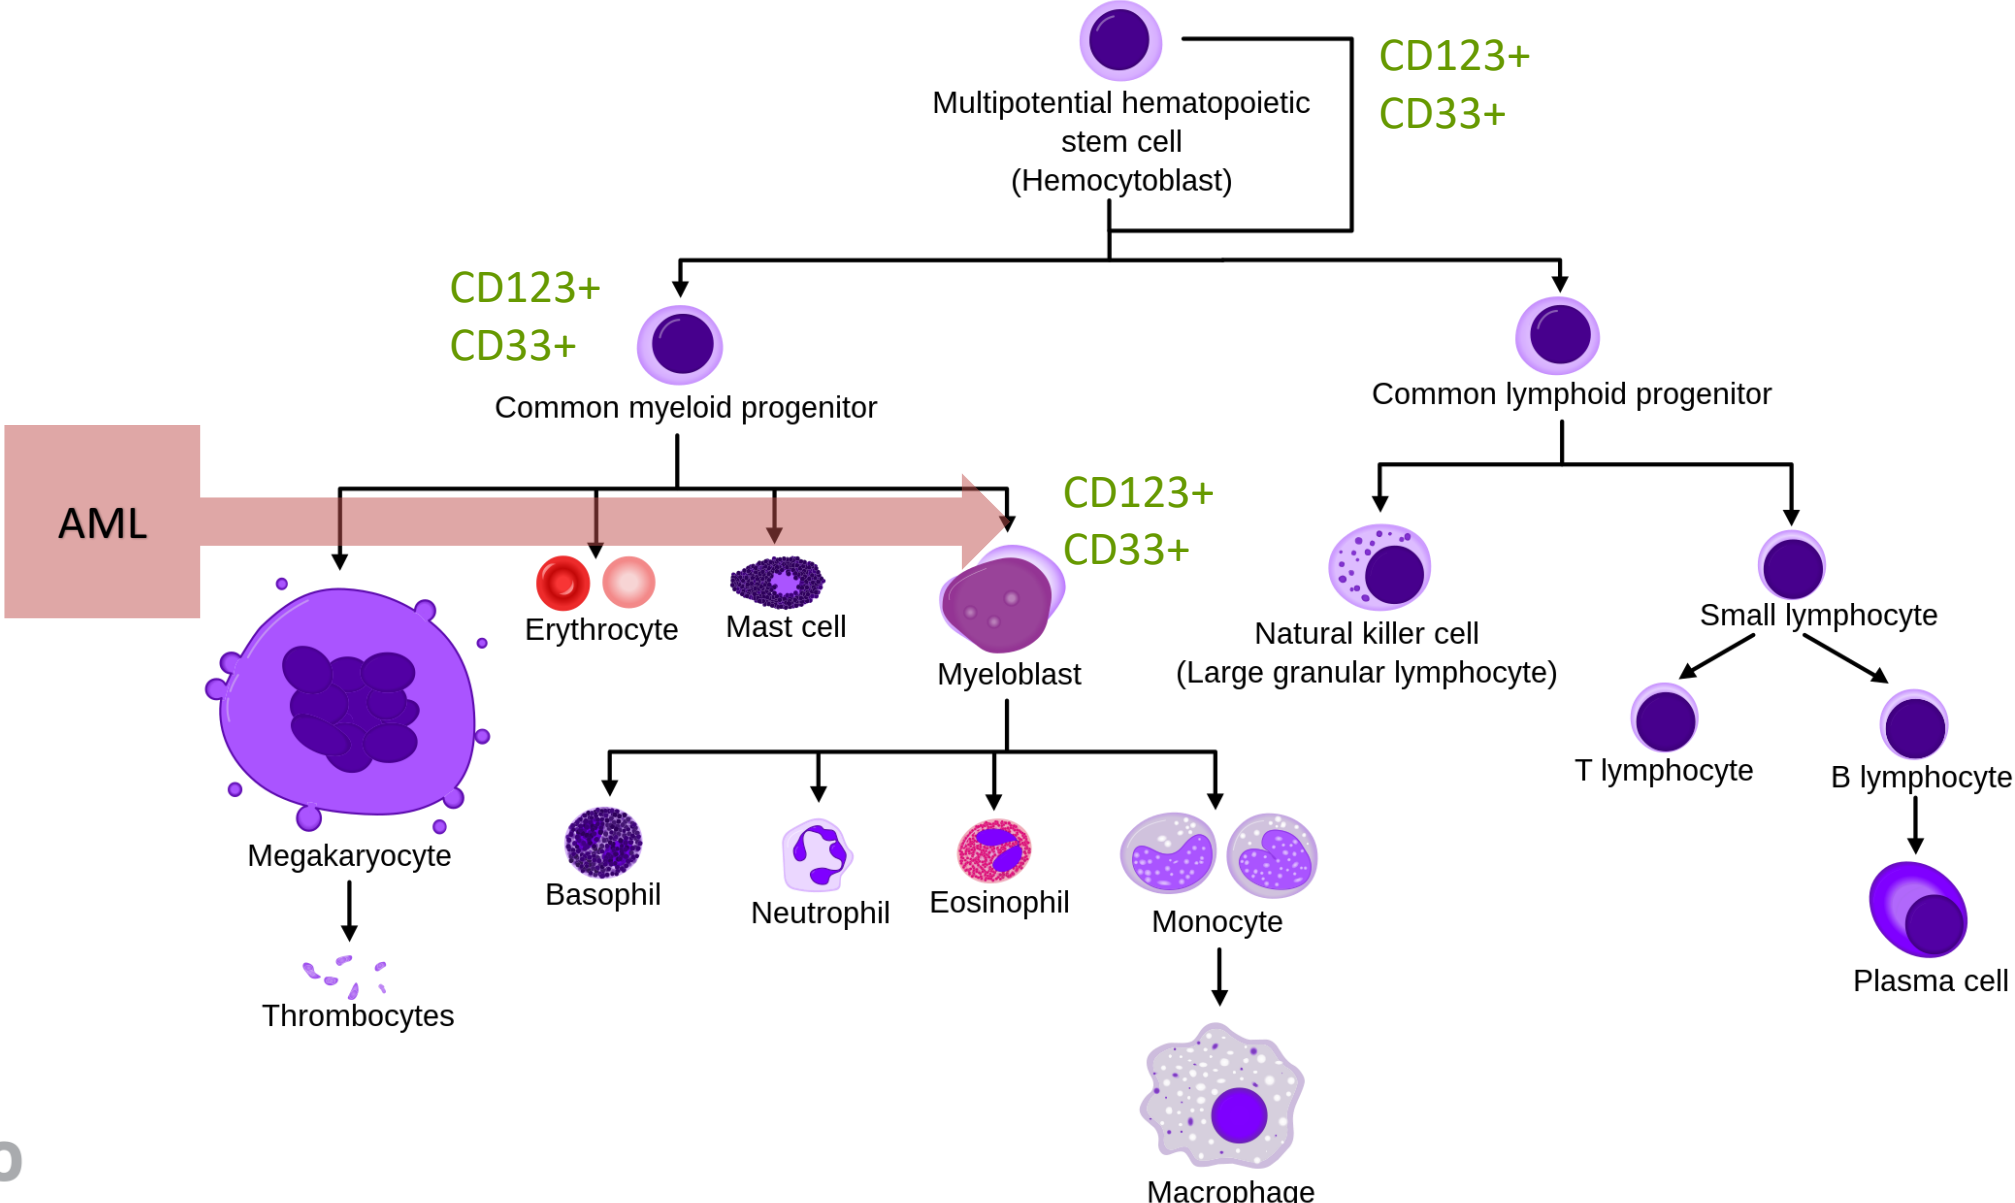 CD123+
CD33+
Multipotential hematopoietic
stem cell
(Hemocytoblast)
CD123+
CD33+
Common myeloid progenitor
Common lymphoid progenitor
AML
CD123+
CD33+
Erythrocyte
Mast cell
Myeloblast
Natural killer cell
(Large granular lymphocyte)
Small lymphocyte
T lymphocyte
B lymphocyte
Megakaryocyte
Basophil
Neutrophil
Eosinophil
Monocyte
Plasma cell
Thrombocytes
Macrophage